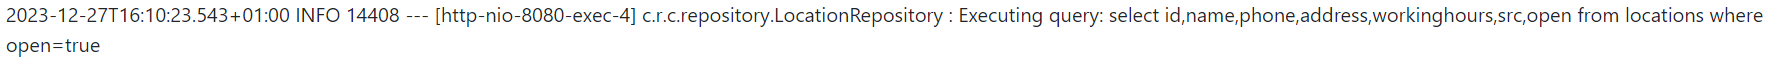 2023-12-27T16:10:23.543+01:00 INFO 14408 --- [http-nio-8080-exec-4] c.r.c.repository.LocationRepository : Executing query: select id,name,phone,address,workinghours,src,open from locations where
open=true